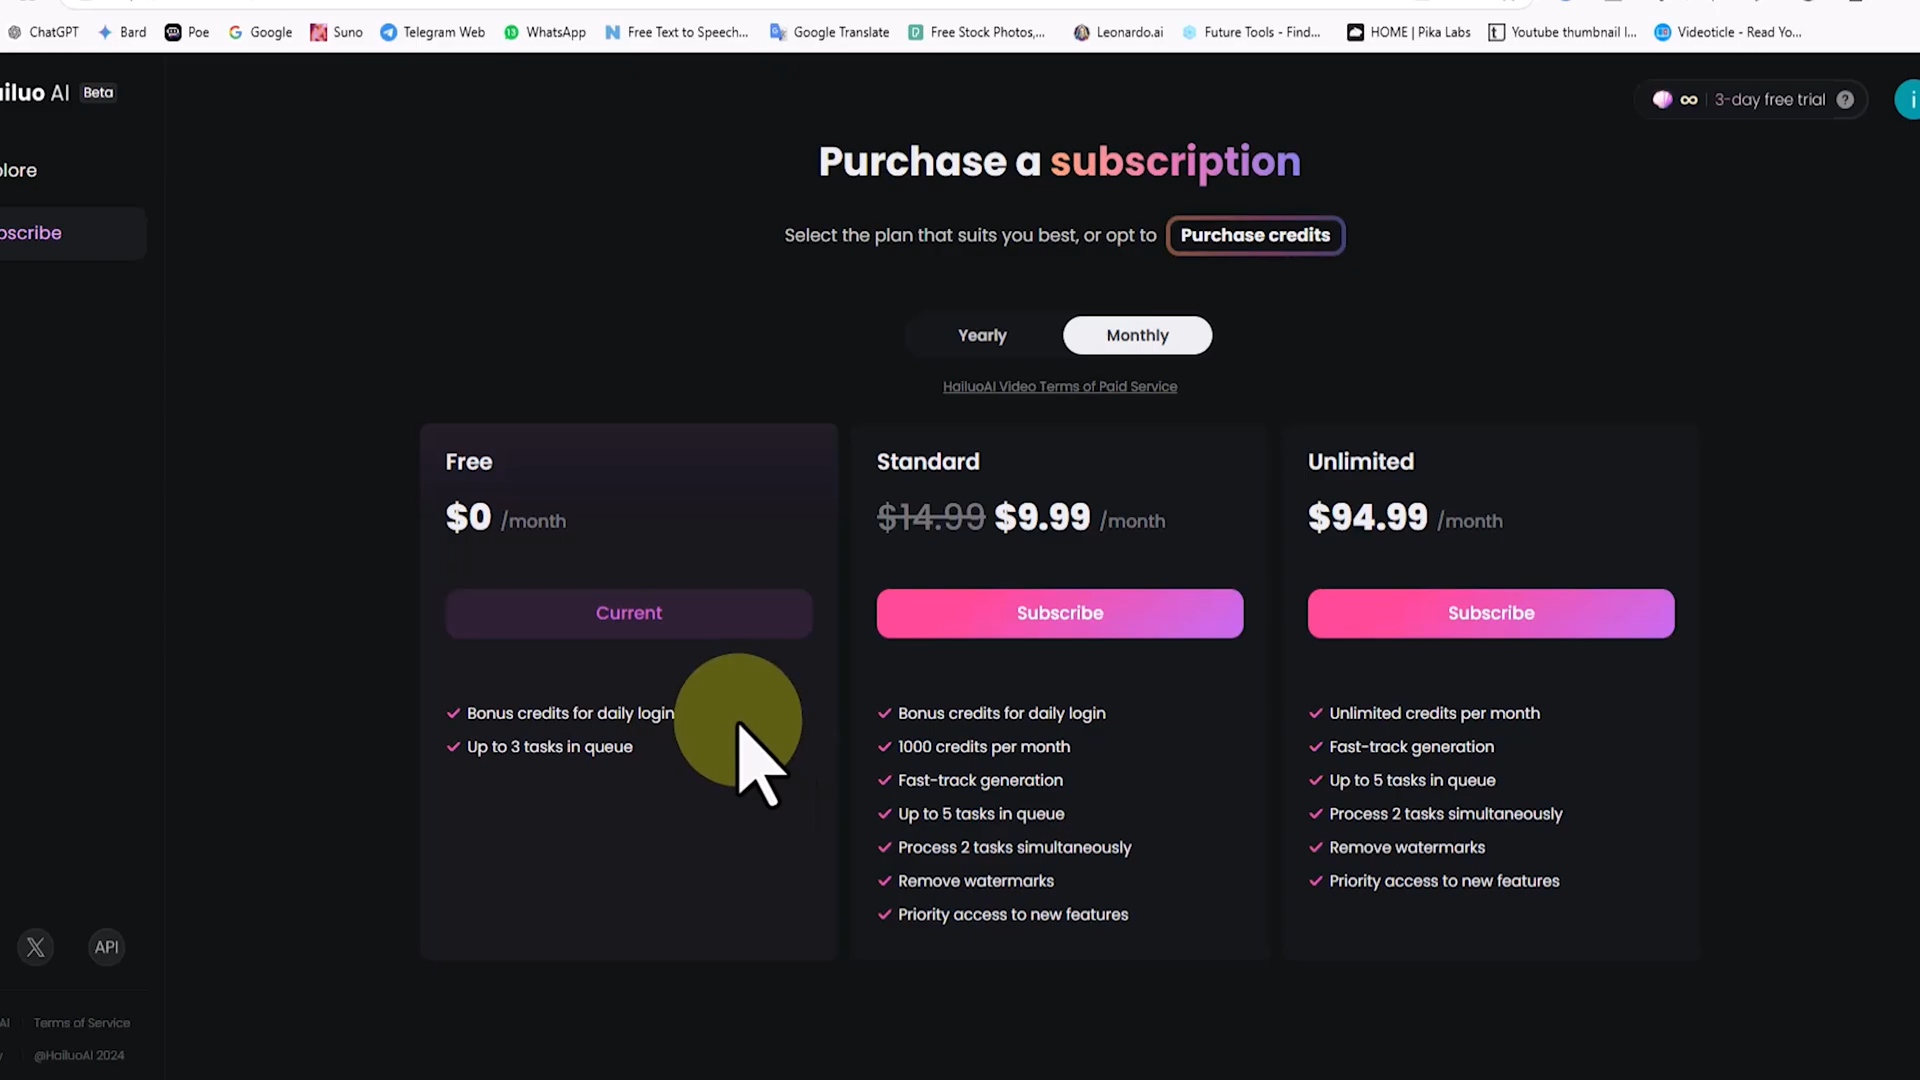 ChatGPT Bard Poe Google Suno Telegram Web WhatsApp Free Text to Speech... Google Translate Free Stock Photos,... Leonardo.ai Future Tools - Find... HOME | Pika Labs Youtube thumbnail l... Videoticle - Read Yo...
iluo AI Beta
∞ 3-day free trial ?
i
Purchase a subscription
plore
bscribe
Select the plan that suits you best, or opt to Purchase credits
Yearly Monthly
HailuoAI Video Terms of Paid Service
Free
$0 /month
Current
Bonus credits for daily login
Up to 3 tasks in queue
Standard
$14.99 $9.99 /month
Subscribe
Bonus credits for daily login
1000 credits per month
Fast-track generation
Up to 5 tasks in queue
Process 2 tasks simultaneously
Remove watermarks
Priority access to new features
Unlimited
$94.99 /month
Subscribe
Unlimited credits per month
Fast-track generation
Up to 5 tasks in queue
Process 2 tasks simultaneously
Remove watermarks
Priority access to new features
X API
AI Terms of Service
y @HailuoAI 2024